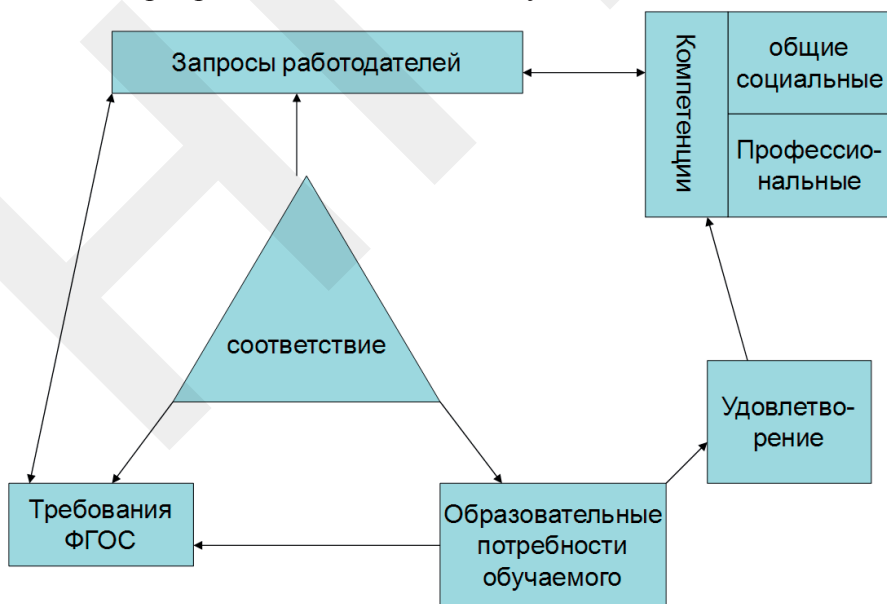 Запросы работодателей
Компетенции
общие
социальные
Профессио-
нальные
соответствие
Удовлетво-
рение
Требования
ФГОС
Образовательные
потребности
обучаемого